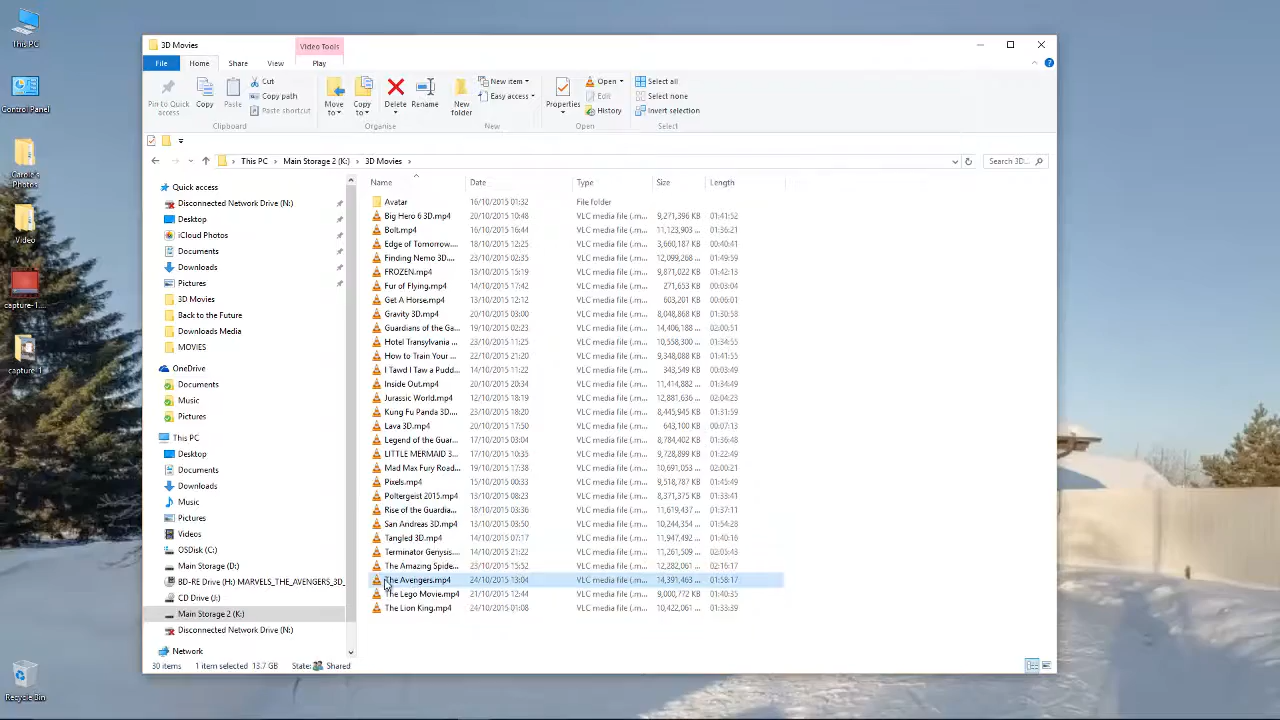 This PC
Control Panel
Carole's
Photos
Video
capture-1....
capture-1
Recycle Bin
3D Movies
Video Tools
File Home Share View Play
Pin to Quick
access
Copy
Paste
Cut
Copy path
Paste shortcut
Clipboard
Move
to
Copy
to
Delete
Rename
Organise
New
folder
New item
Easy access
New
Properties
Open
Edit
History
Open
Select all
Select none
Invert selection
Select
This PC > Main Storage 2 (K:) > 3D Movies >
Search 3D...
Quick access
Disconnected Network Drive (N:)
Desktop
iCloud Photos
Documents
Downloads
Pictures
3D Movies
Back to the Future
Downloads Media
MOVIES
OneDrive
Documents
Music
Pictures
This PC
Desktop
Documents
Downloads
Music
Pictures
Videos
OSDisk (C:)
Main Storage (D:)
BD-RE Drive (H:) MARVELS_THE_AVENGERS_3D_
CD Drive (J:)
Main Storage 2 (K:)
Disconnected Network Drive (N:)
Network
Name Date Type Size Length
Avatar 16/10/2015 01:32 File folder
Big Hero 6 3D.mp4 20/10/2015 10:48 VLC media file (.m... 9,271,396 KB 01:41:52
Bolt.mp4 15/10/2015 16:44 VLC media file (.m... 11,123,903 ... 01:36:21
Edge of Tomorrow.... 18/10/2015 12:25 VLC media file (.m... 3,660,187 KB 00:40:41
Finding Nemo 3D.... 23/10/2015 02:35 VLC media file (.m... 12,099,268 ... 01:49:59
FROZEN.mp4 13/10/2015 15:19 VLC media file (.m... 9,871,022 KB 01:42:13
Fur of Flying.mp4 14/10/2015 17:42 VLC media file (.m... 271,653 KB 00:03:04
Get A Horse.mp4 13/10/2015 12:12 VLC media file (.m... 603,201 KB 00:06:01
Gravity 3D.mp4 20/10/2015 03:00 VLC media file (.m... 8,048,868 KB 01:30:58
Guardians of the Ga... 19/10/2015 02:23 VLC media file (.m... 14,406,188 ... 02:00:51
Hotel Transylvania ... 23/10/2015 11:25 VLC media file (.m... 10,558,300 ... 01:34:55
How to Train Your ... 22/10/2015 21:20 VLC media file (.m... 9,348,088 KB 01:41:55
I Tawd I Taw a Pudd... 14/10/2015 11:22 VLC media file (.m... 343,549 KB 00:03:49
Inside Out.mp4 20/10/2015 20:34 VLC media file (.m... 11,414,882 ... 01:34:49
Jurassic World.mp4 12/10/2015 18:19 VLC media file (.m... 12,881,636 ... 02:04:23
Kung Fu Panda 3D.... 23/10/2015 18:20 VLC media file (.m... 8,445,945 KB 01:31:59
Lava 3D.mp4 20/10/2015 17:50 VLC media file (.m... 643,100 KB 00:07:13
Legend of the Guar... 17/10/2015 03:04 VLC media file (.m... 8,784,402 KB 01:36:48
LITTLE MERMAID 3... 17/10/2015 10:35 VLC media file (.m... 9,728,899 KB 01:22:49
Mad Max Fury Road... 19/10/2015 17:38 VLC media file (.m... 10,691,053 ... 02:00:21
Pixels.mp4 15/10/2015 00:33 VLC media file (.m... 9,518,787 KB 01:45:49
Poltergeist 2015.mp4 13/10/2015 08:23 VLC media file (.m... 8,371,375 KB 01:33:41
Rise of the Guardia... 18/10/2015 03:36 VLC media file (.m... 11,619,437 ... 01:37:11
San Andreas 3D.mp4 13/10/2015 03:50 VLC media file (.m... 10,244,354 ... 01:54:28
Tangled 3D.mp4 14/10/2015 07:17 VLC media file (.m... 11,947,492 ... 01:40:16
Terminator Genysis.... 14/10/2015 21:22 VLC media file (.m... 11,261,509 ... 02:05:43
The Amazing Spide... 23/10/2015 15:52 VLC media file (.m... 12,282,833 ... 02:16:17
The Avengers.mp4 24/10/2015 13:04 VLC media file (.m... 14,391,463 ... 01:58:17
The Lego Movie.mp4 21/10/2015 12:44 VLC media file (.m... 9,000,772 KB 01:40:35
The Lion King.mp4 24/10/2015 01:08 VLC media file (.m... 10,422,061 ... 01:33:39
30 items 1 item selected 13.7 GB State: Shared